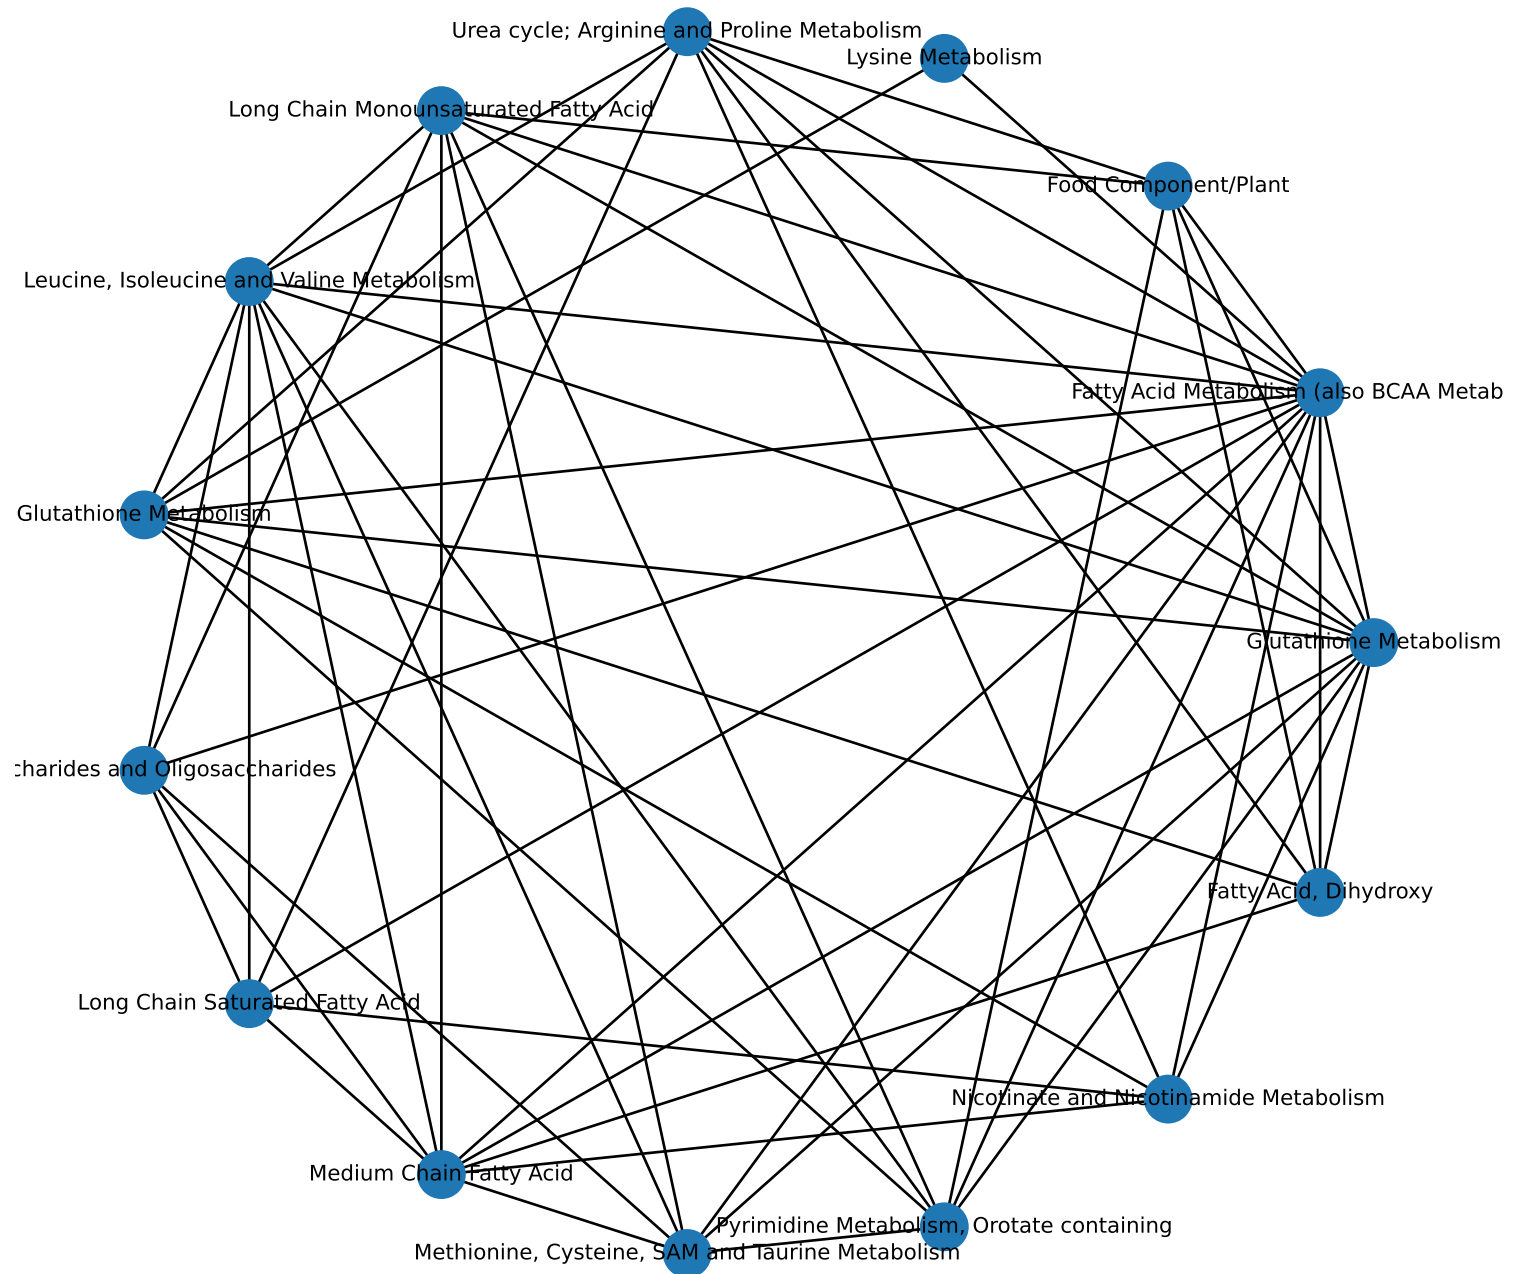 Urea cycle; Arginine and Proline Metabolism
Lysine Metabolism
Long Chain Monounsaturated Fatty Acid
Food Component/Plant
Leucine, Isoleucine and Valine Metabolism
Fatty Acid Metabolism (also BCAA Metab
Glutathione Metabolism
Glutathione Metabolism
charides and Oligosaccharides
Fatty Acid, Dihydroxy
Long Chain Saturated Fatty Acid
Nicotinate and Nicotinamide Metabolism
Medium Chain Fatty Acid
Pyrimidine Metabolism, Orotate containing
Methionine, Cysteine, SAM and Taurine Metabolism